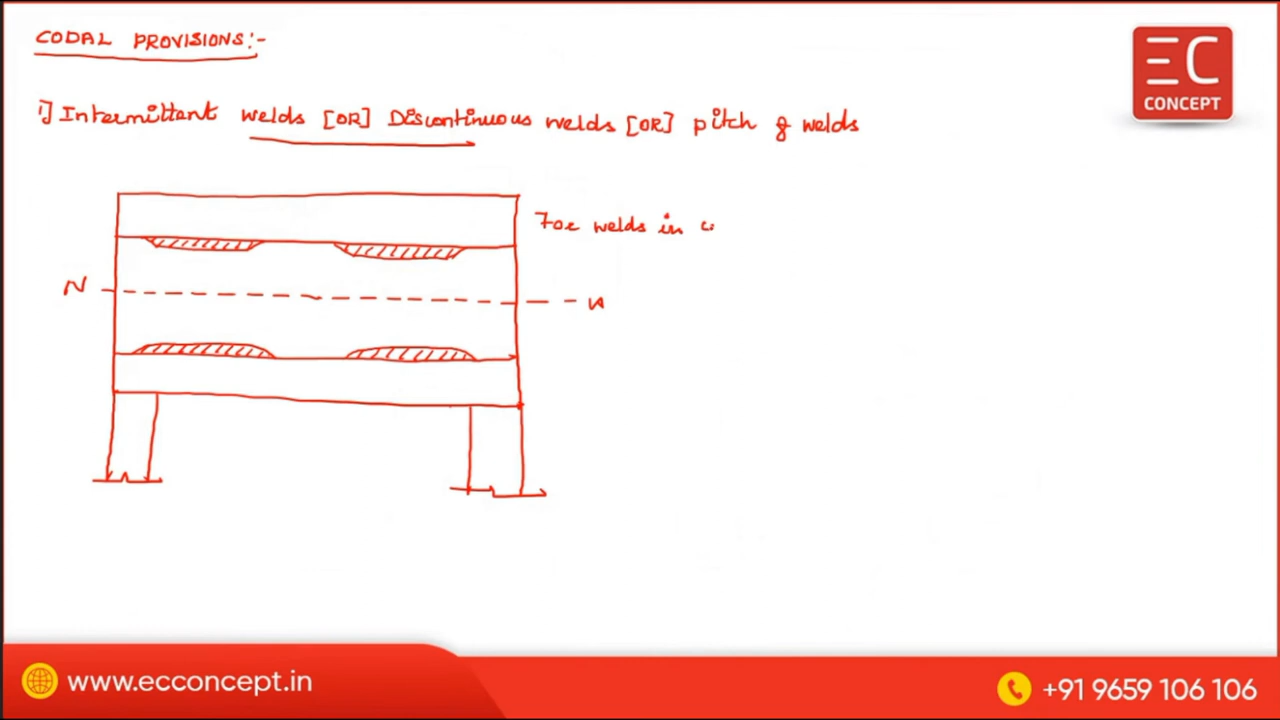 CODAL PROVISIONS:-
EC
CONCEPT
i] Intermittent welds [OR] Discontinuous welds [OR] pitch of welds
For welds in
N
A
www.ecconcept.in
+91 9659 106 106